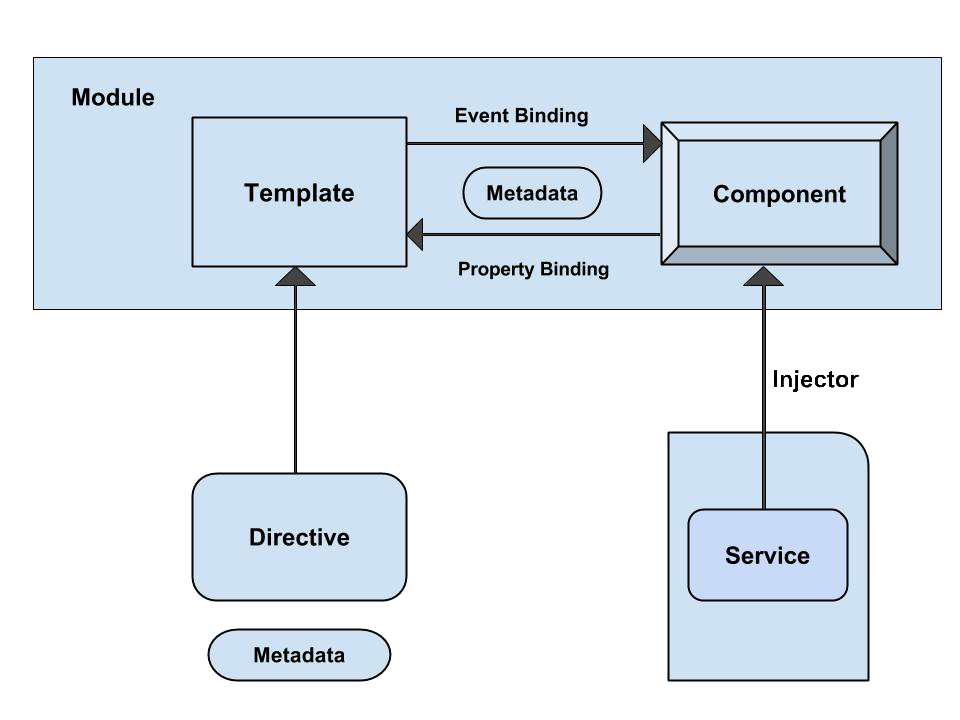 Module
Event Binding
Template
Metadata
Component
Property Binding
Injector
Directive
Service
Metadata